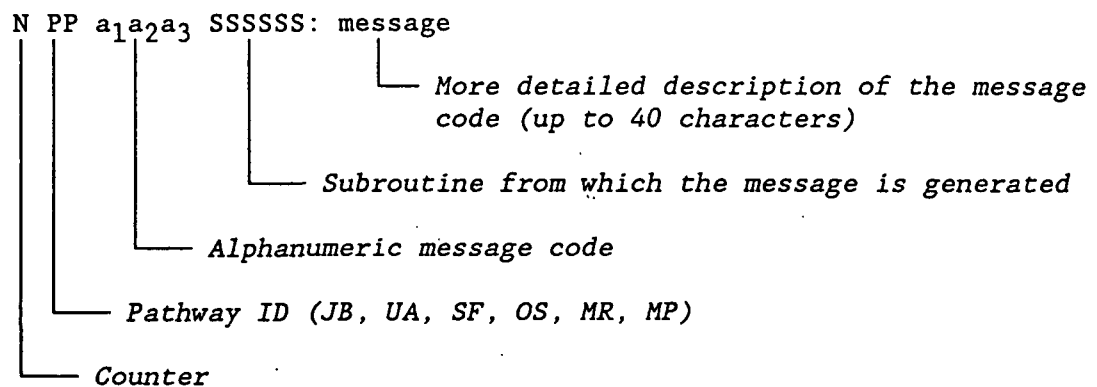 N PP a1a2a3 SSSSSS: message
More detailed description of the message
code (up to 40 characters)
Subroutine from which the message is generated
Alphanumeric message code
Pathway ID (JB, UA, SF, OS, MR, MP)
Counter